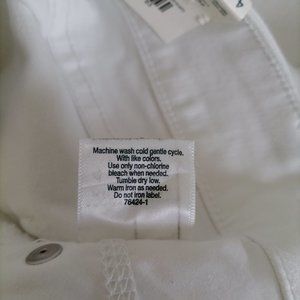 Machine wash cold gentle cycle.
With like colors.
Use only non-chlorine
bleach when needed.
Tumble dry low.
Warm Iron as needed.
Do not iron label.
78424-1